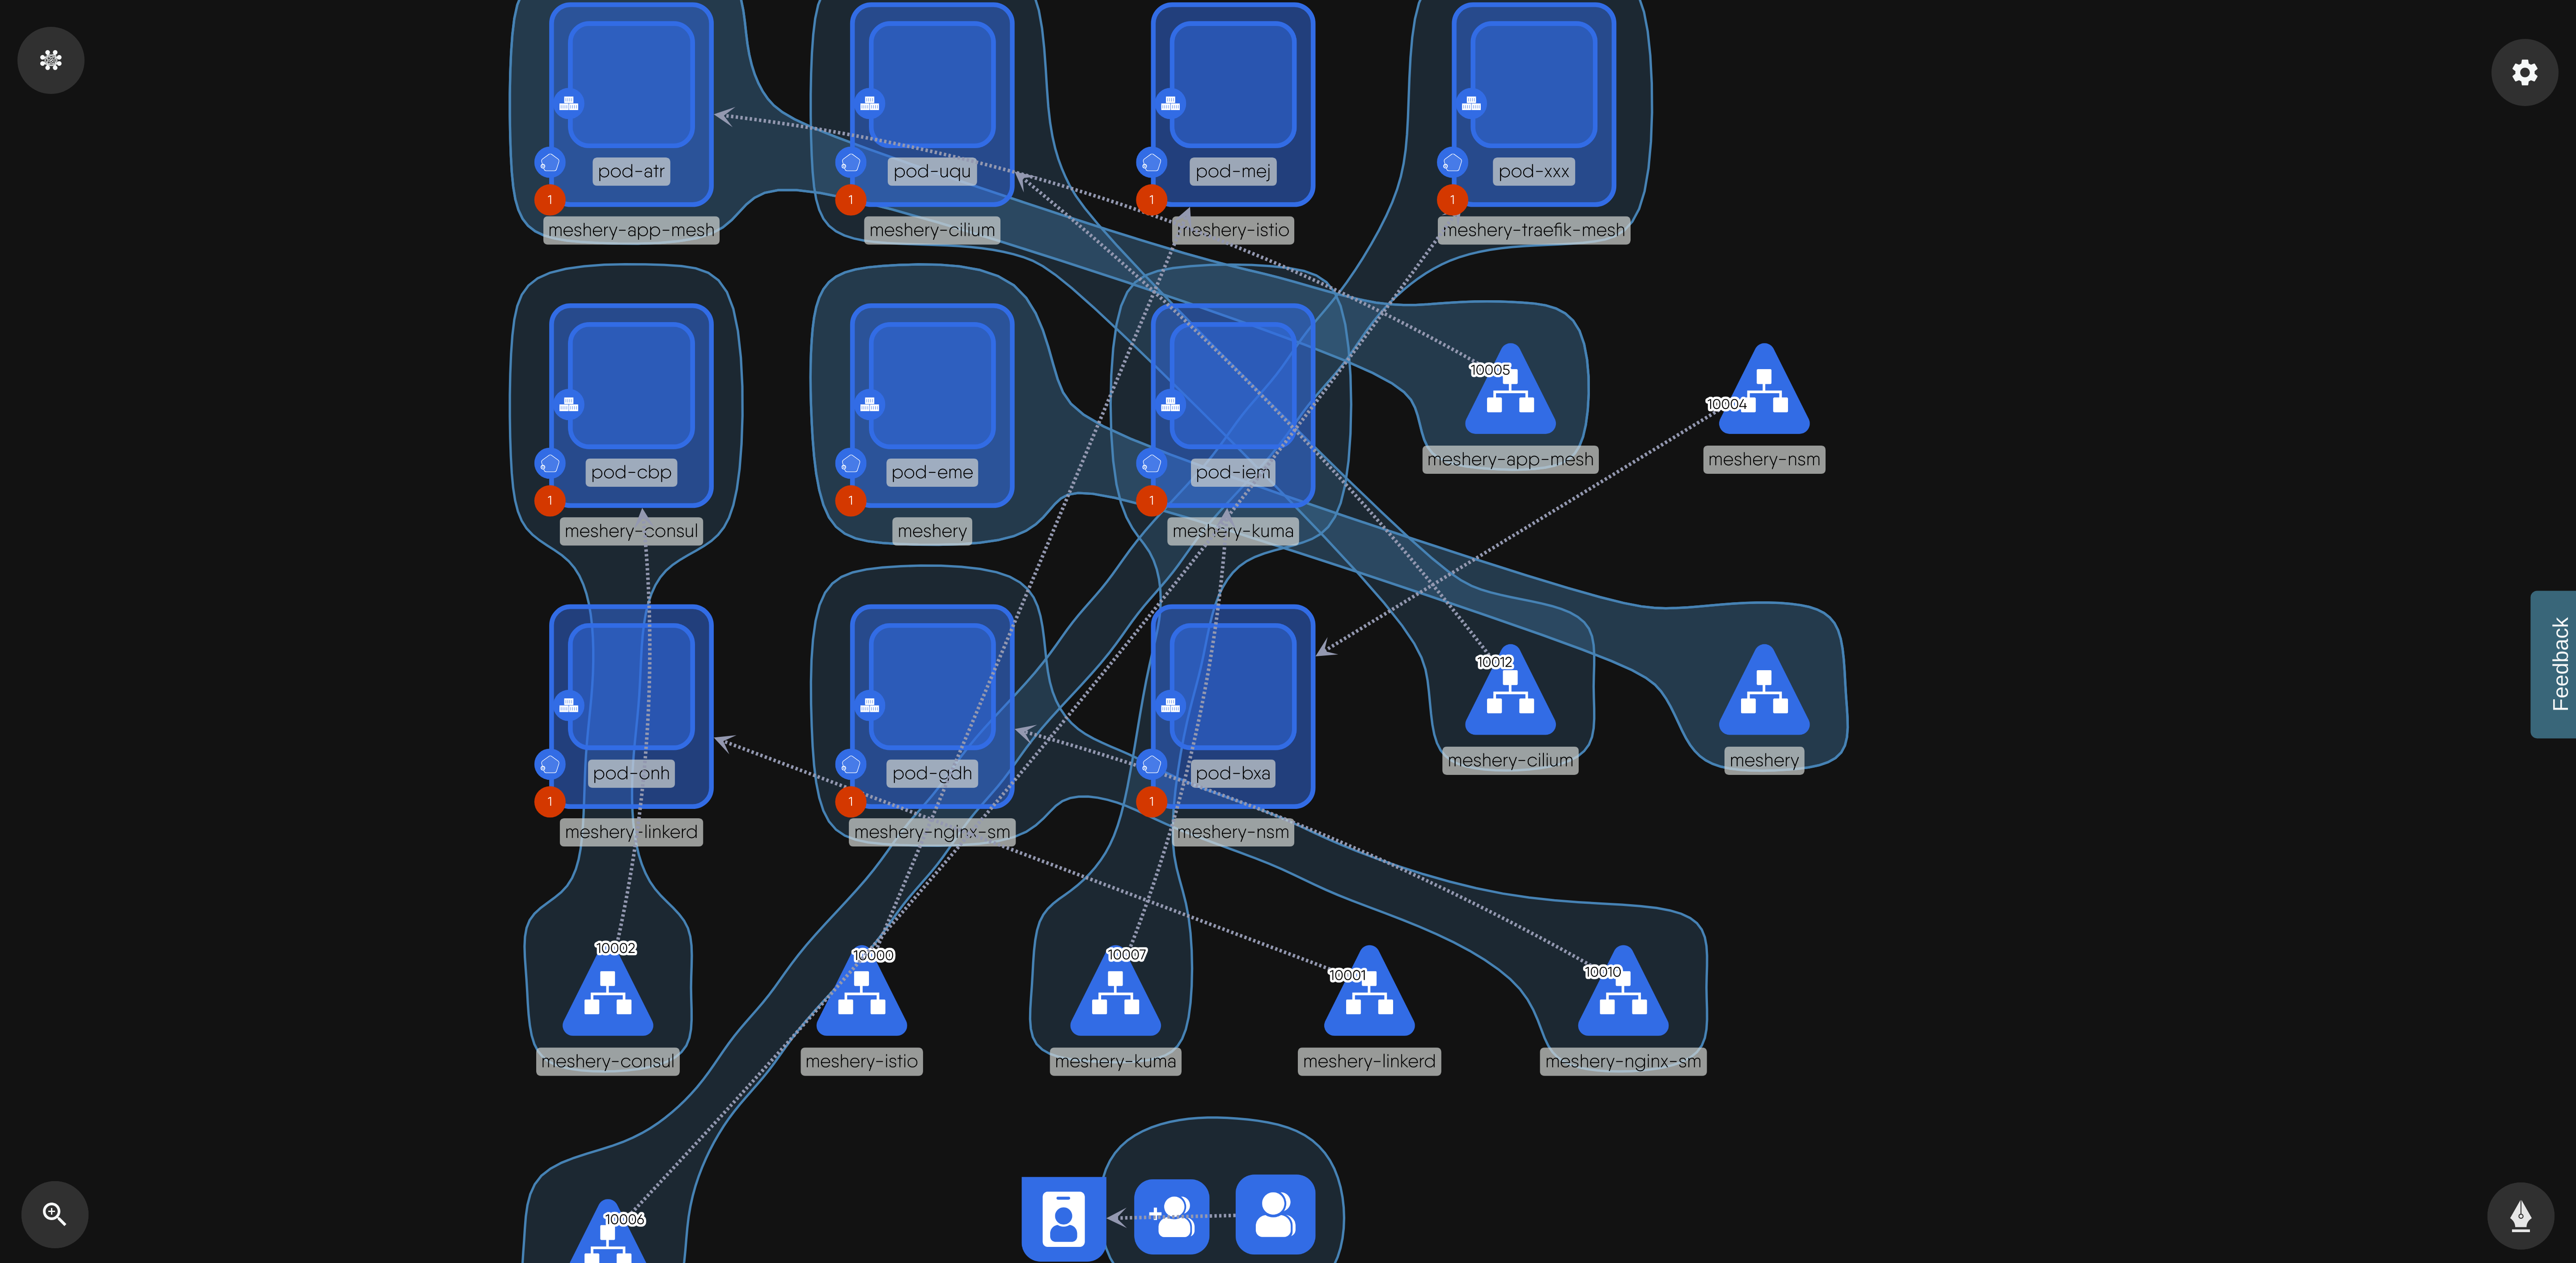 pod-atr
pod-uqu
pod-mej
pod-xxx
1
1
1
1
meshery-app-mesh
meshery-cilium
meshery-istio
meshery-traefik-mesh
10005
10004
meshery-app-mesh
meshery-nsm
pod-cbp
pod-eme
pod-iem
1
1
1
meshery-consul
meshery
meshery-kuma
Feedback
10012
meshery-cilium
meshery
pod-onh
pod-gdh
pod-bxa
1
1
1
meshery-linkerd
meshery-nginx-sm
meshery-nsm
10002
10000
10007
10001
10010
meshery-consul
meshery-istio
meshery-kuma
meshery-linkerd
meshery-nginx-sm
10006